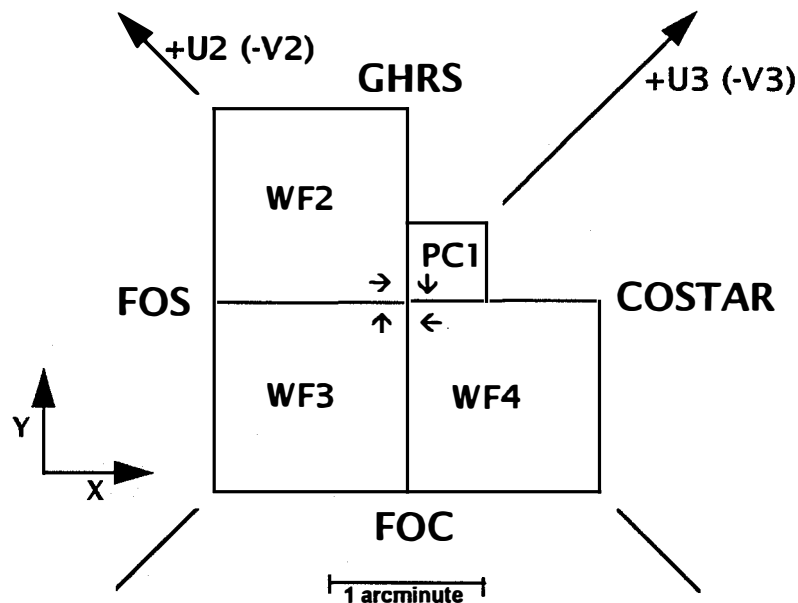 +U2 (-V2)
GHRS
+U3 (-V3)
WF2
PC1
FOS
COSTAR
WF3
WF4
Y
X
FOC
1 arcminute